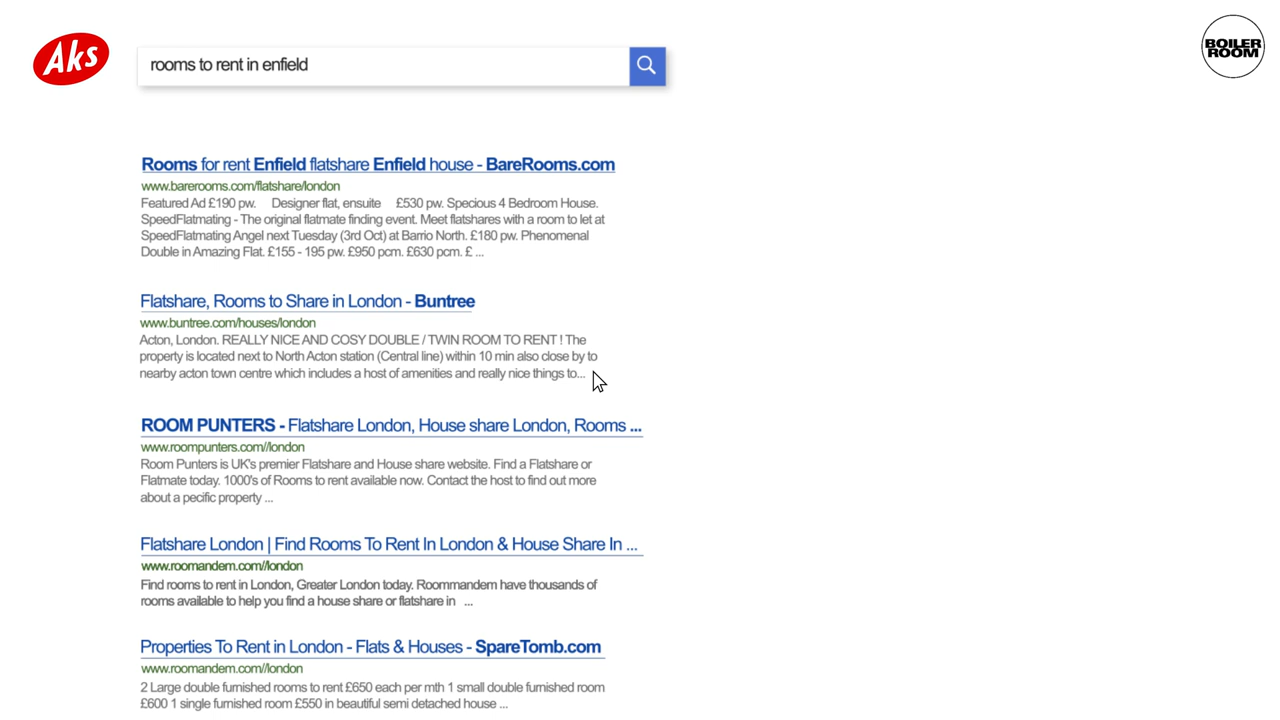 Aks
rooms to rent in enfield
BOILER
ROOM
Rooms for rent Enfield flatshare Enfield house - BareRooms.com
www.barerooms.com/flatshare/london
Featured Ad £190 pw. Designer flat, ensuite £530 pw. Specious 4 Bedroom House.
SpeedFlatmating - The original flatmate finding event. Meet flatshares with a room to let at
SpeedFlatmating Angel next Tuesday (3rd Oct) at Barrio North. £180 pw. Phenomenal
Double in Amazing Flat. £155 - 195 pw. £950 pcm. £630 pcm. £ ...
Flatshare, Rooms to Share in London - Buntree
www.buntree.com/houses/london
Acton, London. REALLY NICE AND COSY DOUBLE / TWIN ROOM TO RENT ! The
property is located next to North Acton station (Central line) within 10 min also close by to
nearby acton town centre which includes a host of amenities and really nice things to...
ROOM PUNTERS - Flatshare London, House share London, Rooms ...
www.roompunters.com//london
Room Punters is UK's premier Flatshare and House share website. Find a Flatshare or
Flatmate today. 1000's of Rooms to rent available now. Contact the host to find out more
about a pecific property ...
Flatshare London | Find Rooms To Rent In London & House Share In ...
www.roomandem.com//london
Find rooms to rent in London, Greater London today. Roommandem have thousands of
rooms available to help you find a house share or flatshare in ...
Properties To Rent in London - Flats & Houses - SpareTomb.com
www.roomandem.com//london
2 Large double furnished rooms to rent £650 each per mth 1 small double furnished room
£600 1 single furnished room £550 in beautiful semi detached house ...